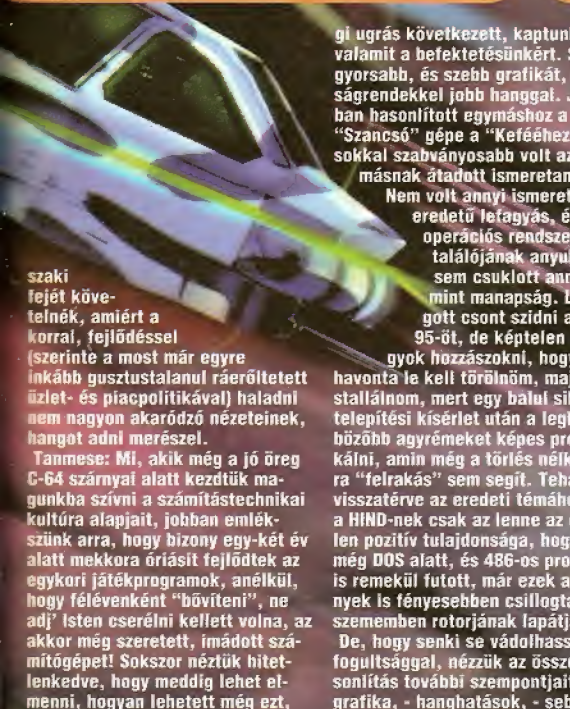 szaki
fejét köve-
telnék, amiért a
korral, fejlődéssel
(szerinte a most már egyre
inkább gusztustalanul ráerőltetett
üzlet- és piacpolitikával) haladni
nem nagyon akaródzó nézeteinek,
hangot adni merészel.
Tanmese: Mi, akik még a jó öreg
C-64 szárnyai alatt kezdtük ma-
gunkba szívni a számítástechnikai
kultúra alapjait, jobban emlék-
szünk arra, hogy bizony egy-két év
alatt mekkora óriásit fejlődtek az
egykori játékprogramok, anélkül,
hogy félévenként "bővíteni", ne
adj' Isten cserélni kellett volna, az
akkor még szeretett, imádott szá-
mítógépet! Sokszor néztük hitet-
lenkedve, hogy meddig lehet el-
menni, hogyan lehetett még ezt,
gi ugrás következett, kaptunk
valamit a befektetésünkért. S
gyorsabb, és szebb grafikát,
ságrendekkel jobb hanggal.
ban hasonlított egymáshoz a
"Szancsó" gépe a "Kefééhez
sokkal szabványosabb volt az
másnak átadott ismeretan
Nem volt annyi ismeret
eredetű lefagyás, é
operációs rendsze
találójának anyuk
sem csuklott ann
mint manapság.
gott csont szidni a
95-öt, de képtelen
gyok hozzászokni, hogy
havonta le kell törölnöm, ma
stallálnom, mert egy balul sik
telepítési kísérlet után a legk
bözőbb agyrémeket képes pro
kálni, amin még a törlés nélk
ra "felrakás" sem segít. Tehá
visszatérve az eredeti témáho
a HIND-nek csak az lenne az e
len pozitív tulajdonsága, hog
még DOS alatt, és 486-os pro
is remekül futott, már ezek a
nyek is fényesebben csillogta
szememben rotorjának lapátj
De, hogy senki se vádolhass
fogultsággal, nézzük az össze
sonlítás további szempontjait
grafika, - hanghatások, - seb